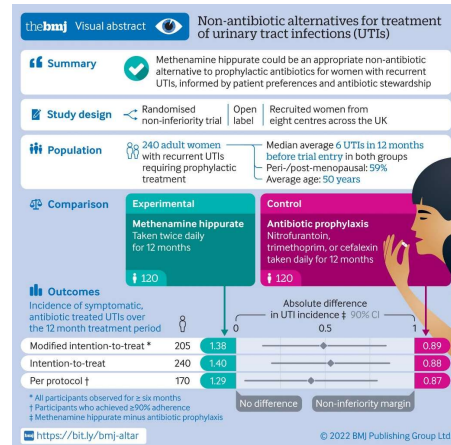 thebmj Visual abstract
Non-antibiotic alternatives for treatment
of urinary tract infections (UTIs)
Summary
Methenamine hippurate could be an appropriate non-antibiotic
alternative to prophylactic antibiotics for women with recurrent
UTIs, informed by patient preferences and antibiotic stewardship
Study design
Randomised
non-inferiority trial
Open
label
Recruited women from
eight centres across the UK
Population
240 adult women
with recurrent UTIs
requiring prophylactic
treatment
Median average 6 UTIs in 12 months
before trial entry in both groups
Peri-/post-menopausal: 59%
Average age: 50 years
Comparison
Experimental
Methenamine hippurate
Taken twice daily
for 12 months
120
Control
Antibiotic prophylaxis
Nitrofurantoin,
trimethoprim, or cefalexin
taken daily for 12 months
120
Outcomes
Incidence of symptomatic,
antibiotic treated UTIs over
the 12 month treatment period
Absolute difference
in UTI incidence ‡ 90% CI
0 0.5 1
Modified intention-to-treat * 205 1.38 0.89
Intention-to-treat 240 1.40 0.88
Per protocol † 170 1.29 0.87
* All participants observed for ≥ six months
† Participants who achieved ≥90% adherence
‡ Methenamine minus antibiotic prophylaxis
No difference
Non-inferiority margin
bmj https://bit.ly/bmj-altar
© 2022 BMJ Publishing Group Ltd